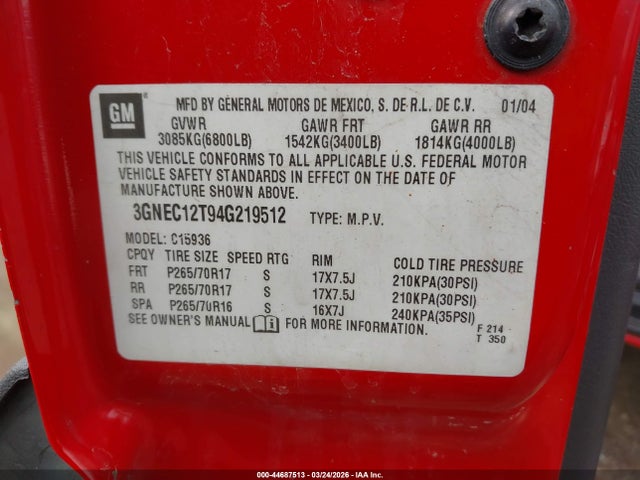 GM
MFD BY GENERAL MOTORS DE MEXICO, S. DE R.L. DE C.V. 01/04
GVWR GAWR FRT GAWR RR
3085KG(6800LB) 1542KG(3400LB) 1814KG(4000LB)
THIS VEHICLE CONFORMS TO ALL APPLICABLE U.S. FEDERAL MOTOR
VEHICLE SAFETY STANDARDS IN EFFECT ON THE DATE OF
MANUFACTURE SHOWN ABOVE.
3GNEC12T94G219512 TYPE: M.P.V.
MODEL: C15936
CPQY TIRE SIZE SPEED RTG RIM COLD TIRE PRESSURE
FRT P265/70R17 S 17X7.5J 210KPA(30PSI)
RR P265/70R17 S 17X7.5J 210KPA(30PSI)
SPA P265/70R16 S 16X7J 240KPA(35PSI)
SEE OWNER'S MANUAL FOR MORE INFORMATION.
F 214
T 350
000-44687513 - 03/24/2026 - IAA Inc.